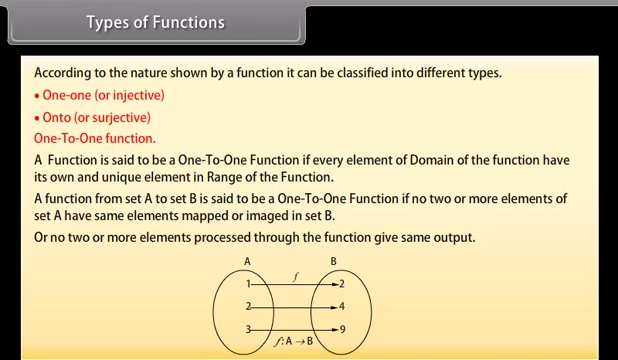 Types of Functions
According to the nature shown by a function it can be classified into different types.
• One-one (or injective)
• Onto (or surjective)
One-To-One function.
A Function is said to be a One-To-One Function if every element of Domain of the function have
its own and unique element in Range of the Function.
A function from set A to set B is said to be a One-To-One Function if no two or more elements of
set A have same elements mapped or imaged in set B.
Or no two or more elements processed through the function give same output.
A B
f
1 2
2 4
3 9
f:A → B